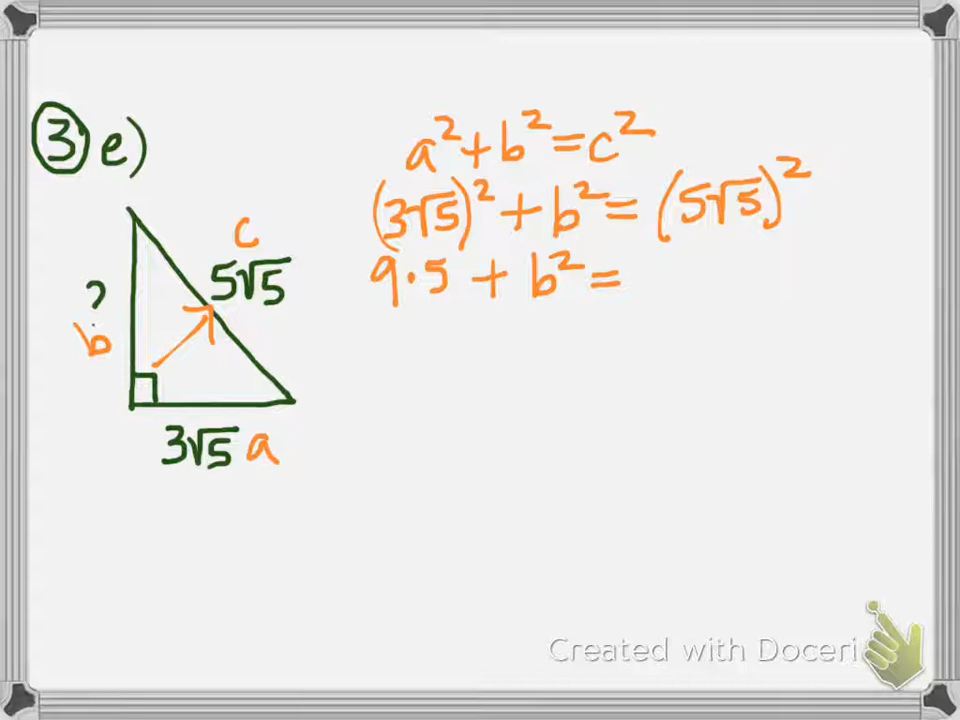 3 e)
a² + b² = c²
(3√5)² + b² = (5√5)²
9·5 + b² =
c
5√5
?
b
3√5 a
Created with Doceri